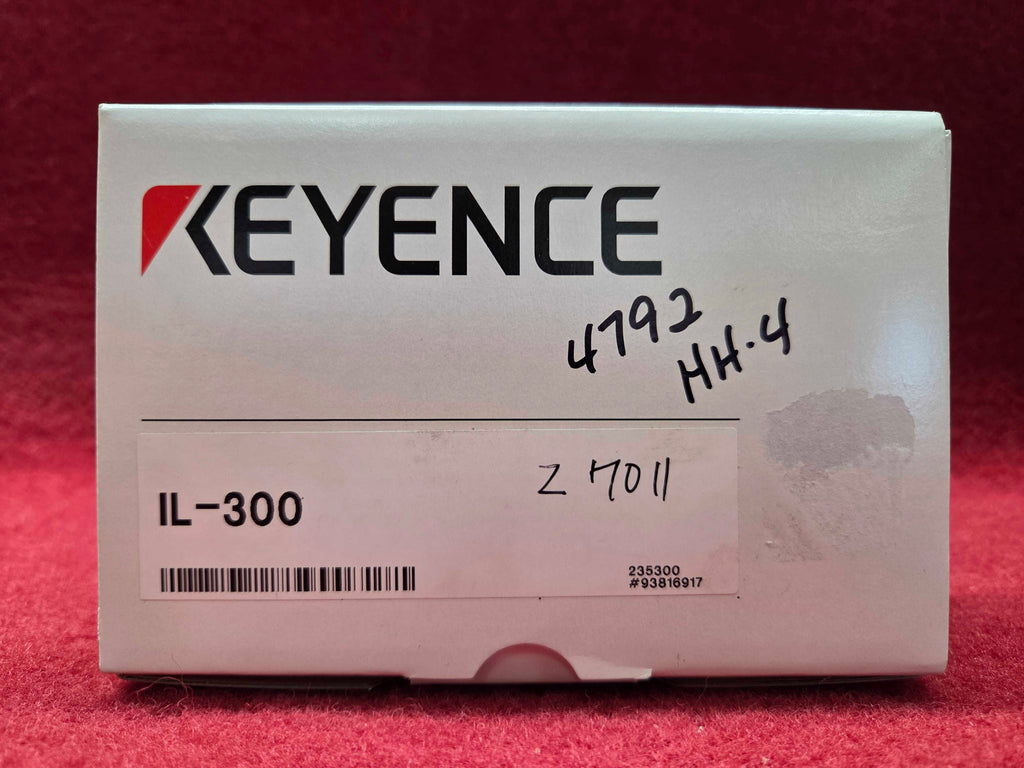 KEYENCE
4792
HH-4
Z 7011
IL-300
235300
#93816917